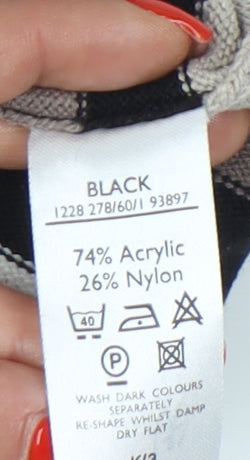 BLACK
1228 278/60/1 93897
74% Acrylic
26% Nylon
40
P
WASH DARK COLOURS
SEPARATELY
RE-SHAPE WHILST DAMP
DRY FLAT